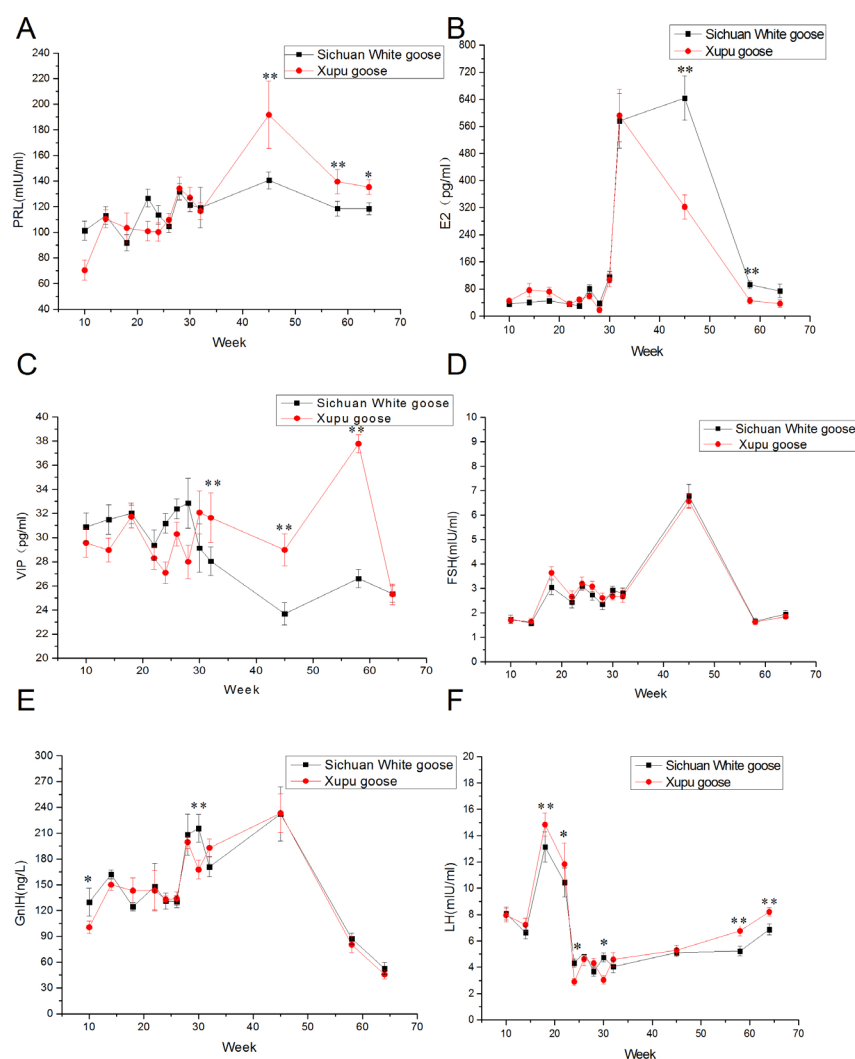 A
Sichuan White goose
Xupu goose
PRL(mIU/ml)
220
200
180
160
140
120
100
80
60
40
**
**
*
10 20 30 40 50 60 70
Week
B
Sichuan White goose
Xupu goose
E2（pg/ml）
800
720
640
560
480
400
320
240
160
80
0
**
**
10 20 30 40 50 60 70
Week
C
Sichuan White goose
Xupu goose
VIP（pg/ml）
40
38
36
34
32
30
28
26
24
22
20
**
**
**
10 20 30 40 50 60 70
Week
D
Sichuan White goose
Xupu goose
FSH(mIU/ml)
10
9
8
7
6
5
4
3
2
1
0
10 20 30 40 50 60 70
Week
E
Sichuan White goose
Xupu goose
GnIH(ng/L)
300
270
240
210
180
150
120
90
60
30
0
*
**
10 20 30 40 50 60 70
Week
F
Sichuan White goose
Xupu goose
LH(mIU/ml)
20
18
16
14
12
10
8
6
4
2
0
**
*
*
*
**
**
10 20 30 40 50 60 70
Week